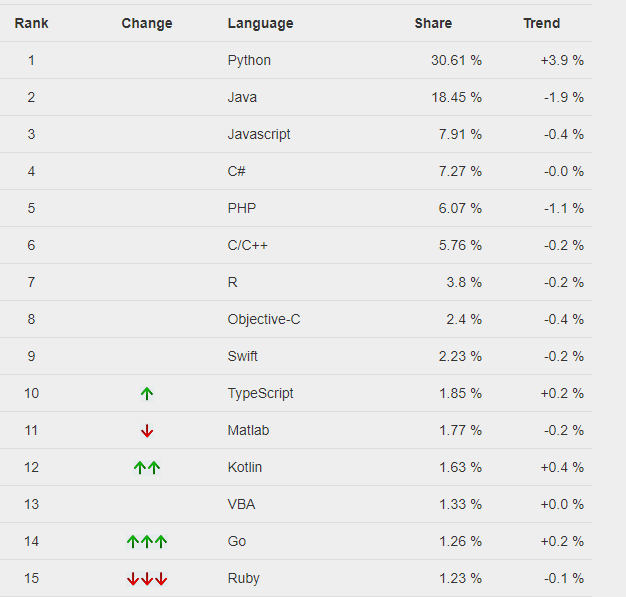 Rank Change Language Share Trend
1 Python 30.61 % +3.9 %
2 Java 18.45 % -1.9 %
3 Javascript 7.91 % -0.4 %
4 C# 7.27 % -0.0 %
5 PHP 6.07 % -1.1 %
6 C/C++ 5.76 % -0.2 %
7 R 3.8 % -0.2 %
8 Objective-C 2.4 % -0.4 %
9 Swift 2.23 % -0.2 %
10 ↑ TypeScript 1.85 % +0.2 %
11 ↓ Matlab 1.77 % -0.2 %
12 ↑↑ Kotlin 1.63 % +0.4 %
13 VBA 1.33 % +0.0 %
14 ↑↑↑ Go 1.26 % +0.2 %
15 ↓↓↓ Ruby 1.23 % -0.1 %